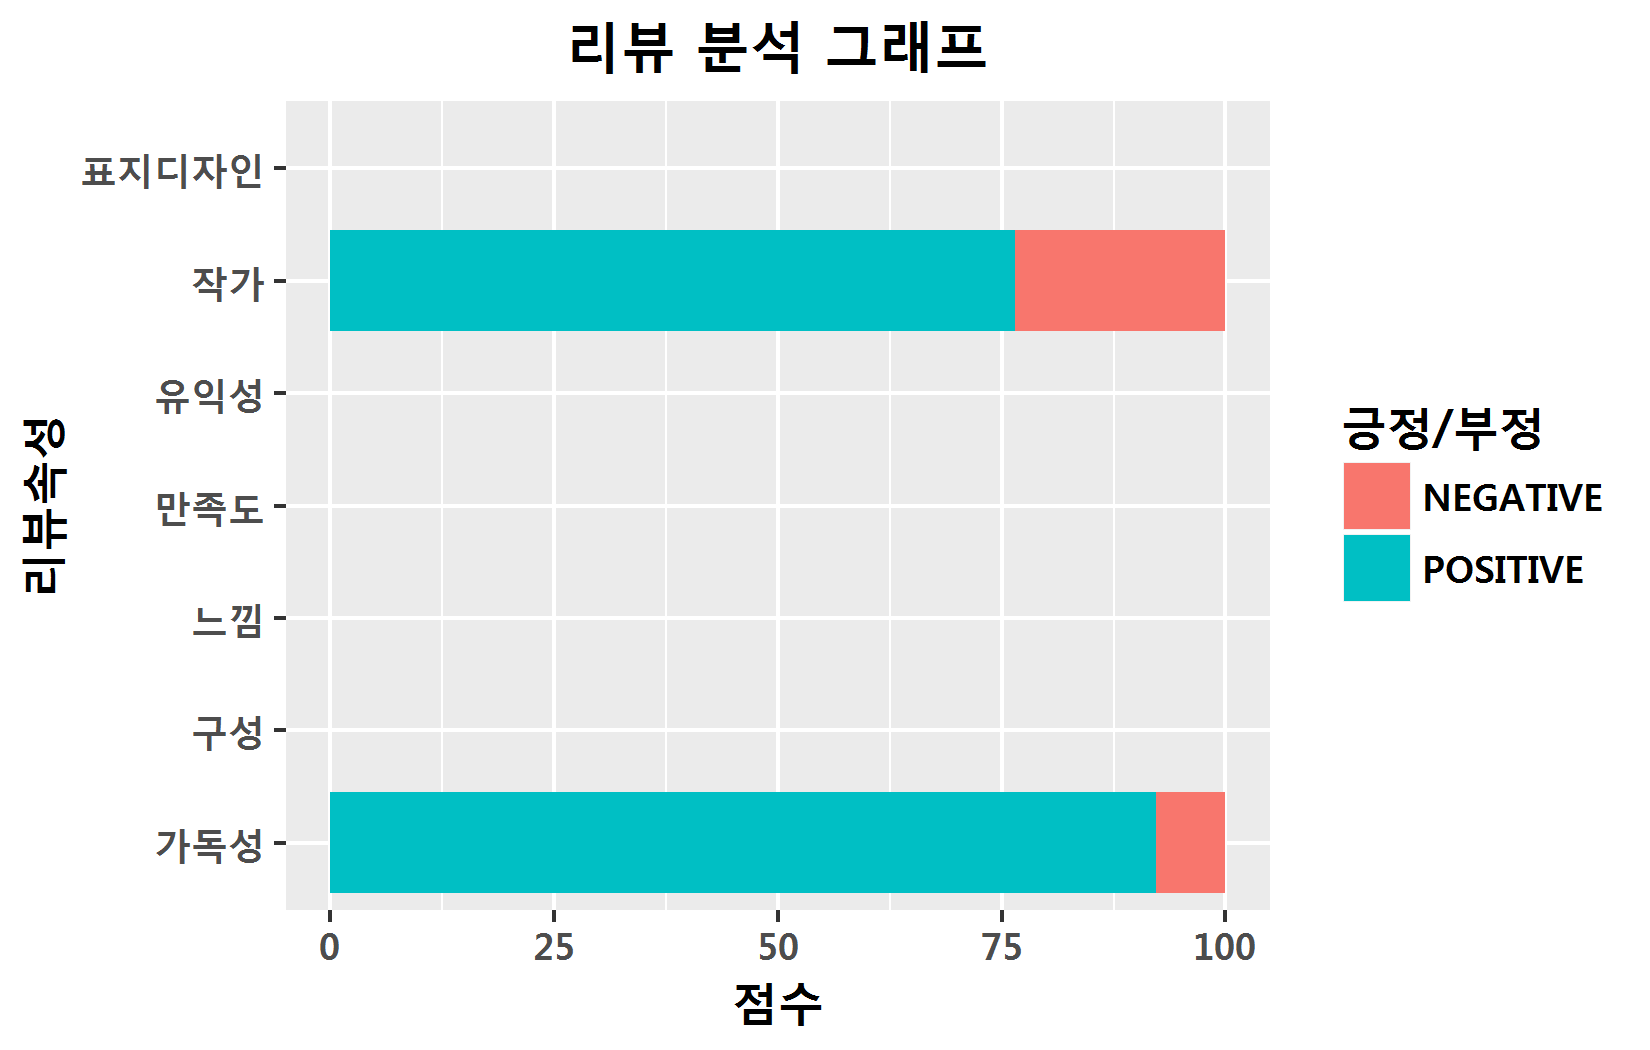 리뷰 분석 그래프
리뷰속성
표지디자인
작가
유익성
만족도
느낌
구성
가독성
0 25 50 75 100
점수
긍정/부정
NEGATIVE
POSITIVE